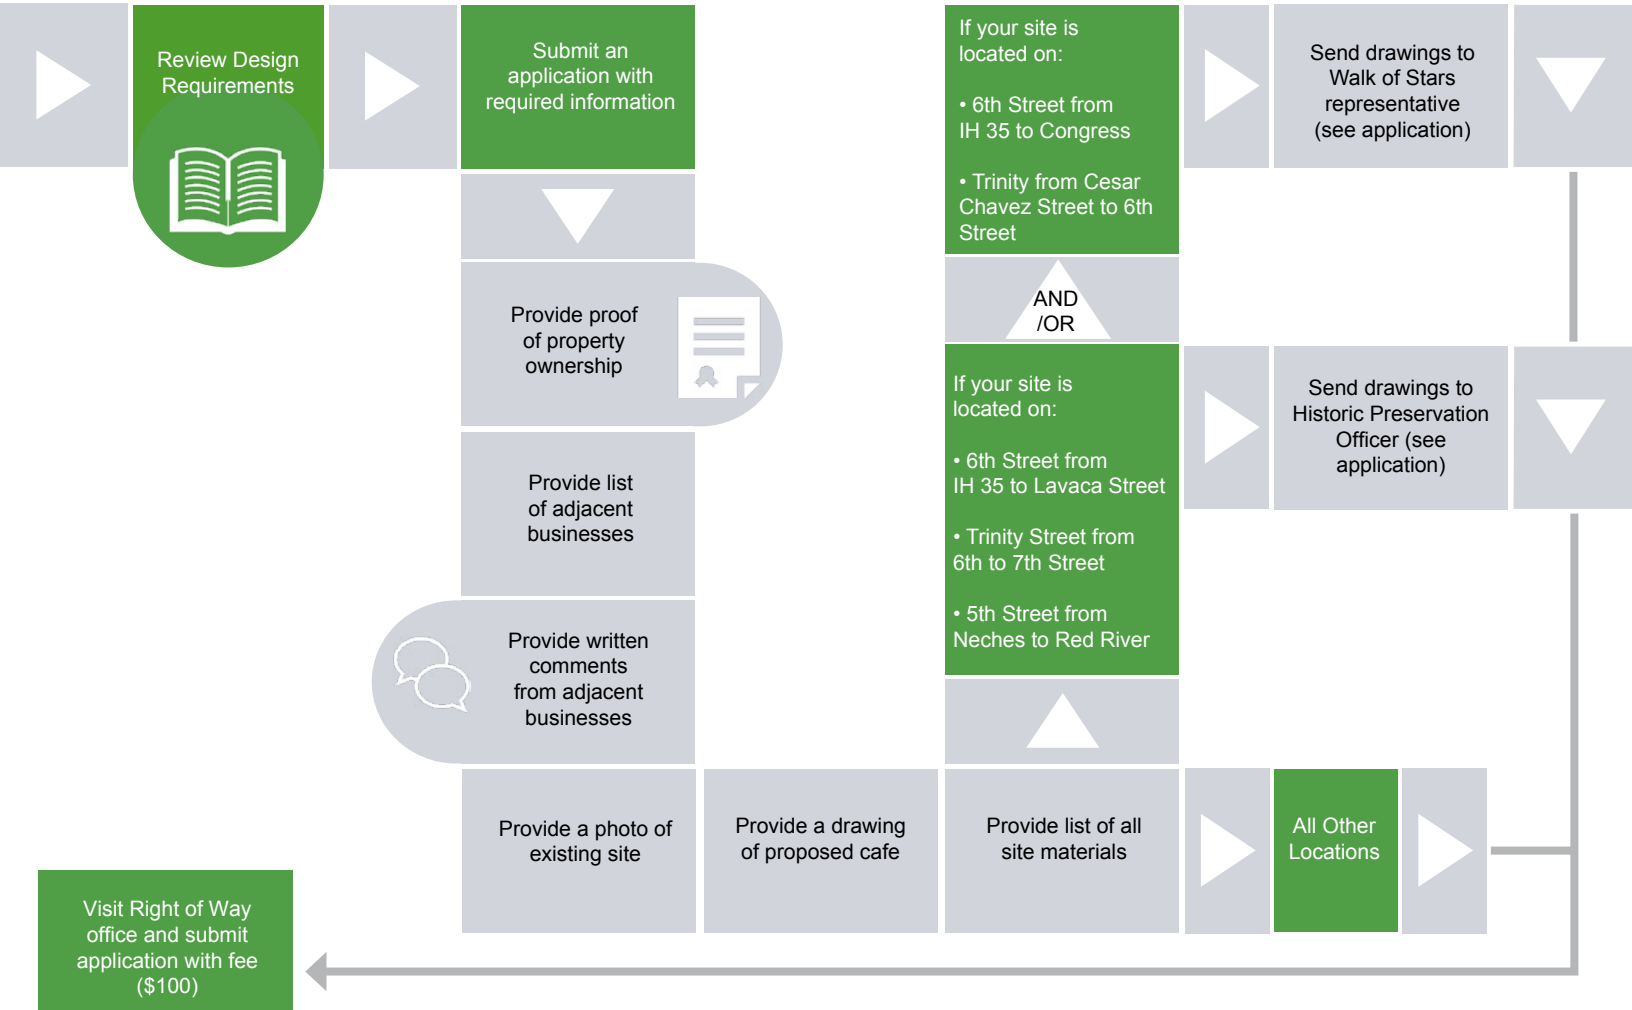 Review Design
Requirements
Submit an
application with
required information
Provide proof
of property
ownership
Provide list
of adjacent
businesses
Provide written
comments
from adjacent
businesses
Provide a photo of
existing site
Provide a drawing
of proposed cafe
Provide list of all
site materials
If your site is
located on:
• 6th Street from
IH 35 to Lavaca Street
• Trinity Street from
6th to 7th Street
• 5th Street from
Neches to Red River
AND
/OR
If your site is
located on:
• 6th Street from
IH 35 to Congress
• Trinity from Cesar
Chavez Street to 6th
Street
Send drawings to
Walk of Stars
representative
(see application)
Send drawings to
Historic Preservation
Officer (see
application)
All Other
Locations
Visit Right of Way
office and submit
application with fee
($100)